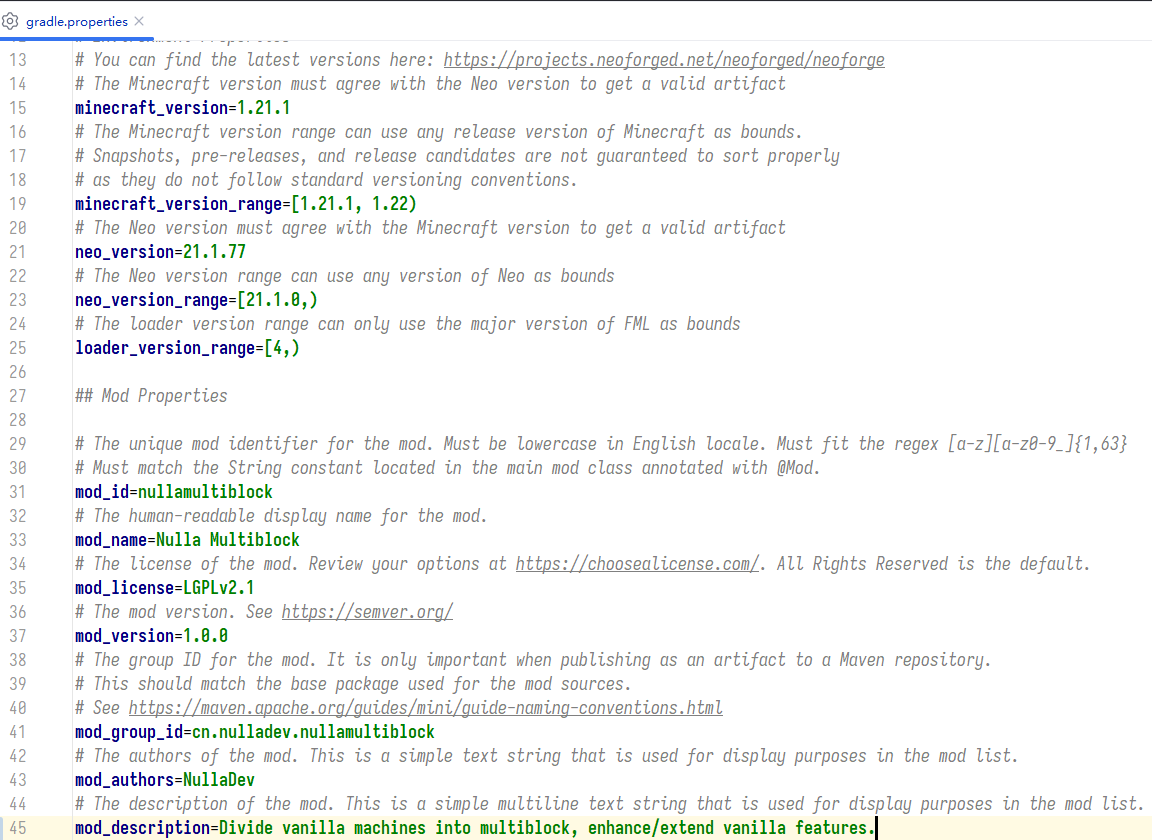 gradle.properties
13 # You can find the latest versions here: https://projects.neoforged.net/neoforged/neoforge
14 # The Minecraft version must agree with the Neo version to get a valid artifact
15 minecraft_version=1.21.1
16 # The Minecraft version range can use any release version of Minecraft as bounds.
17 # Snapshots, pre-releases, and release candidates are not guaranteed to sort properly
18 # as they do not follow standard versioning conventions.
19 minecraft_version_range=[1.21.1, 1.22)
20 # The Neo version must agree with the Minecraft version to get a valid artifact
21 neo_version=21.1.77
22 # The Neo version range can use any version of Neo as bounds
23 neo_version_range=[21.1.0,)
24 # The loader version range can only use the major version of FML as bounds
25 loader_version_range=[4,)
26
27 ## Mod Properties
28
29 # The unique mod identifier for the mod. Must be lowercase in English locale. Must fit the regex [a-z][a-z0-9_]{1,63}
30 # Must match the String constant located in the main mod class annotated with @Mod.
31 mod_id=nullamultiblock
32 # The human-readable display name for the mod.
33 mod_name=Nulla Multiblock
34 # The license of the mod. Review your options at https://choosealicense.com/. All Rights Reserved is the default.
35 mod_license=LGPLv2.1
36 # The mod version. See https://semver.org/
37 mod_version=1.0.0
38 # The group ID for the mod. It is only important when publishing as an artifact to a Maven repository.
39 # This should match the base package used for the mod sources.
40 # See https://maven.apache.org/guides/mini/guide-naming-conventions.html
41 mod_group_id=cn.nulladev.nullamultiblock
42 # The authors of the mod. This is a simple text string that is used for display purposes in the mod list.
43 mod_authors=NullaDev
44 # The description of the mod. This is a simple multiline text string that is used for display purposes in the mod list.
45 mod_description=Divide vanilla machines into multiblock, enhance/extend vanilla features.